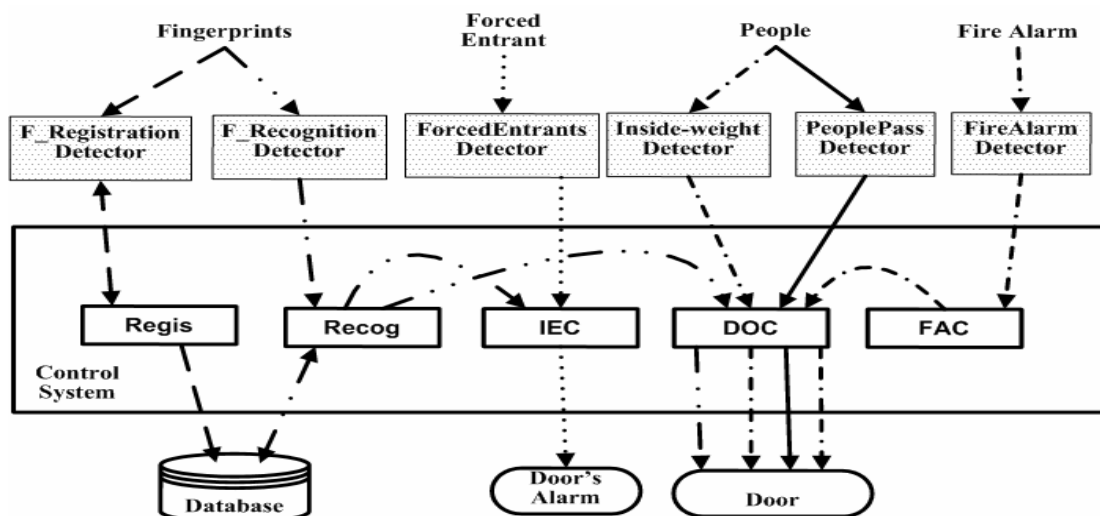 Fingerprints
Forced
Entrant
People
Fire Alarm
F_Registration
Detector
F_Recognition
Detector
ForcedEntrants
Detector
Inside-weight
Detector
PeoplePass
Detector
FireAlarm
Detector
Regis
Recog
IEC
DOC
FAC
Control
System
Database
Door's
Alarm
Door